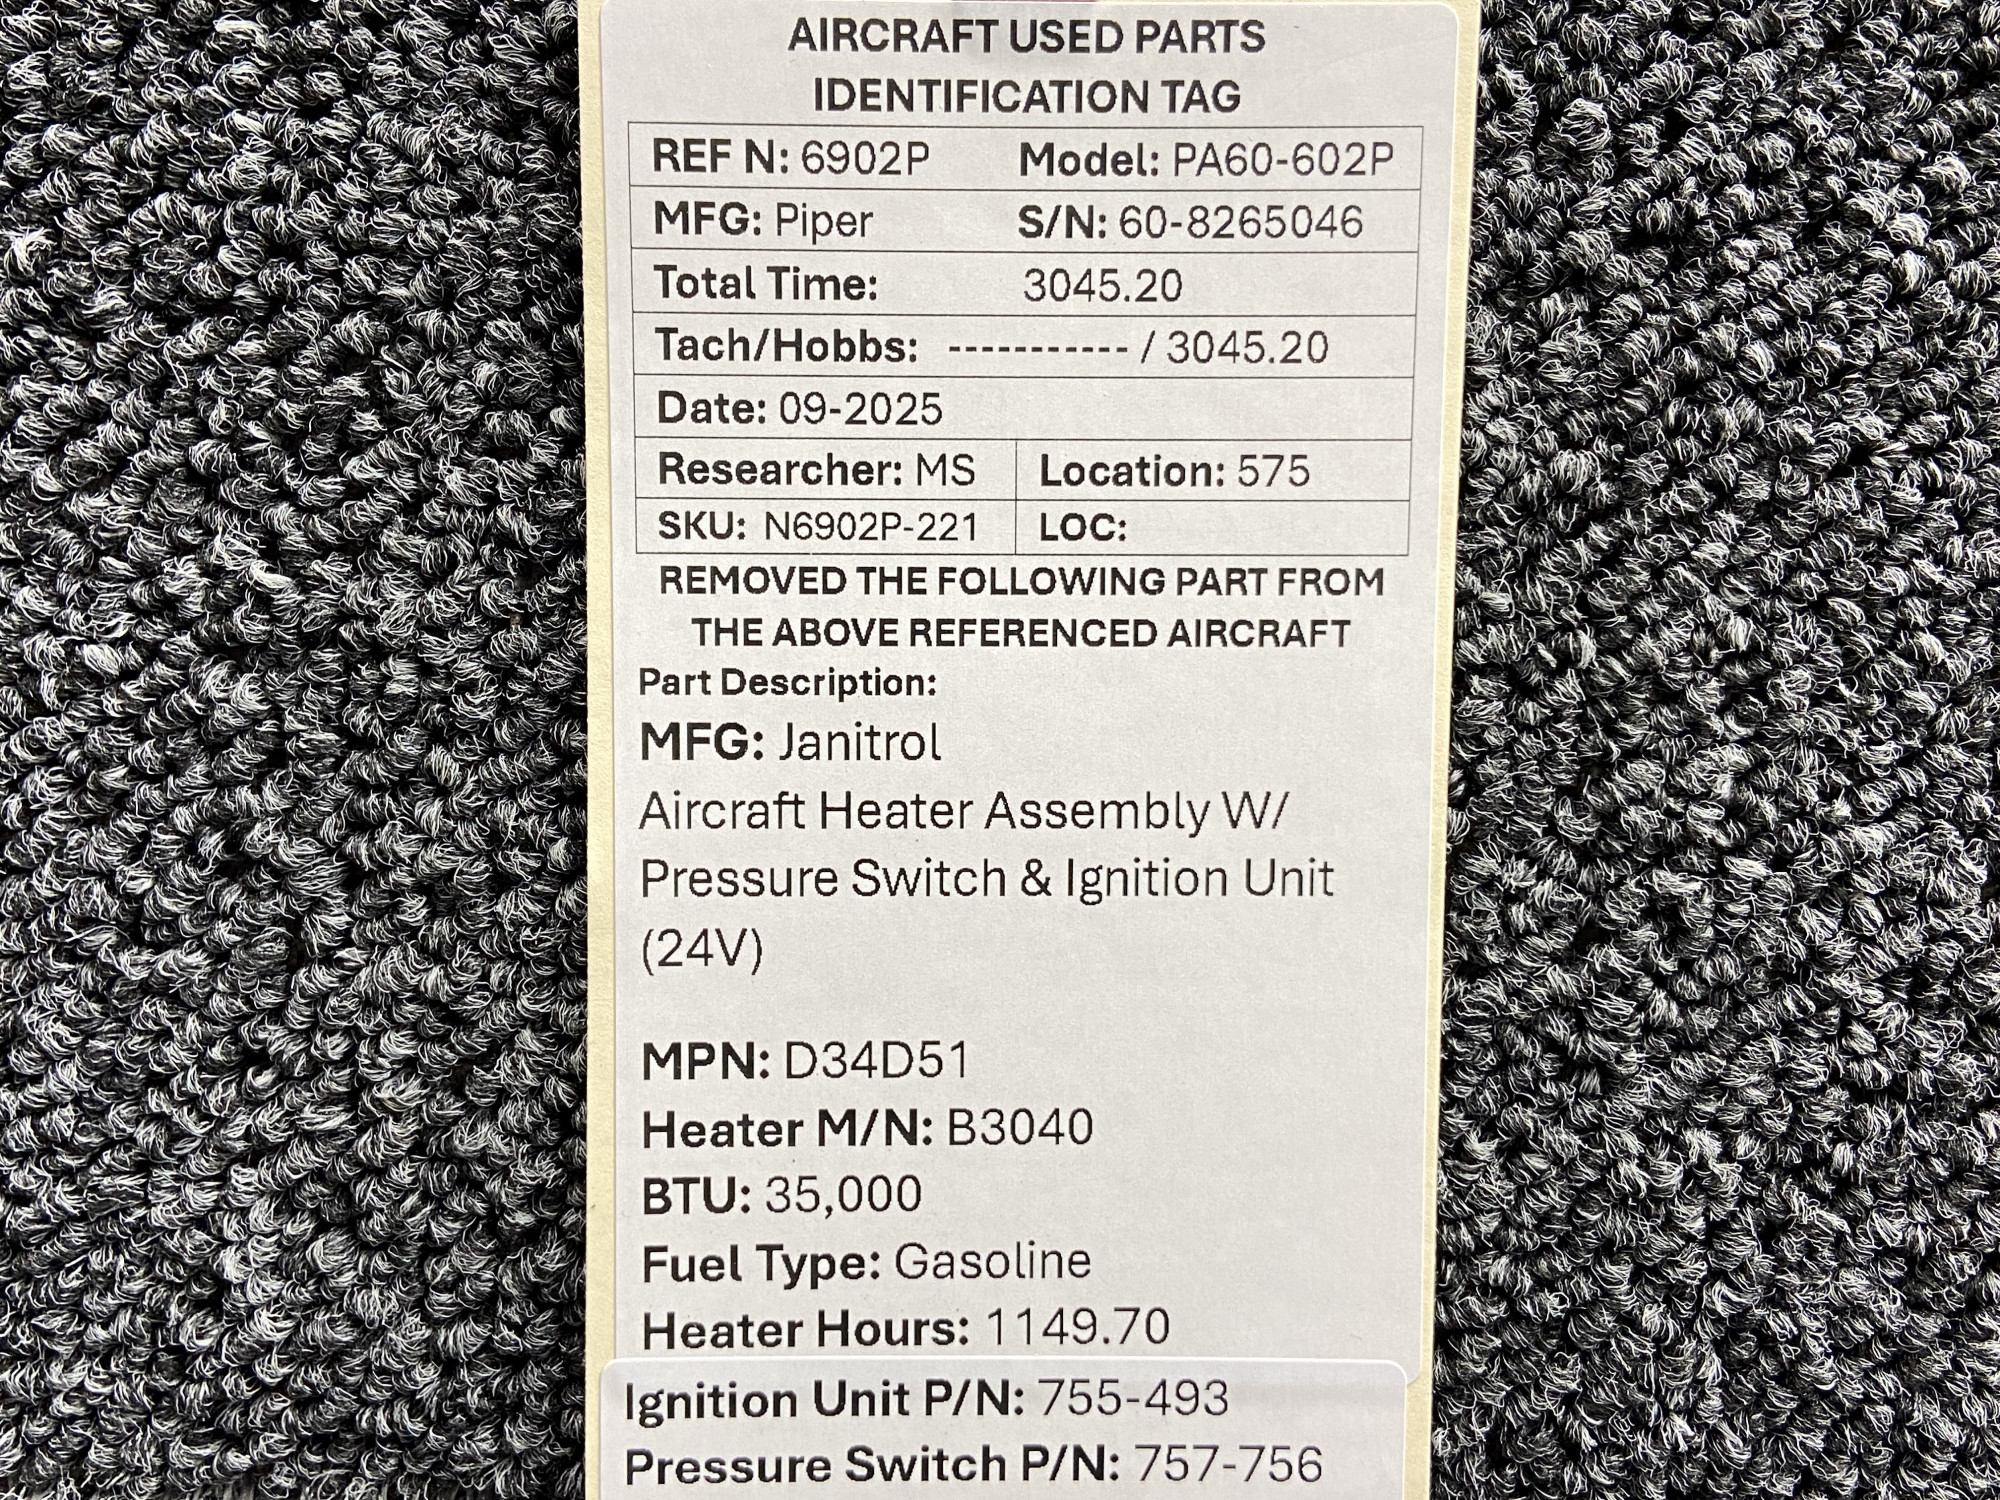 AIRCRAFT USED PARTS
IDENTIFICATION TAG
REF N: 6902P Model: PA60-602P
MFG: Piper S/N: 60-8265046
Total Time: 3045.20
Tach/Hobbs: ----------- / 3045.20
Date: 09-2025
Researcher: MS Location: 575
SKU: N6902P-221 LOC:
REMOVED THE FOLLOWING PART FROM
THE ABOVE REFERENCED AIRCRAFT
Part Description:
MFG: Janitrol
Aircraft Heater Assembly W/
Pressure Switch & Ignition Unit
(24V)
MPN: D34D51
Heater M/N: B3040
BTU: 35,000
Fuel Type: Gasoline
Heater Hours: 1149.70
Ignition Unit P/N: 755-493
Pressure Switch P/N: 757-756